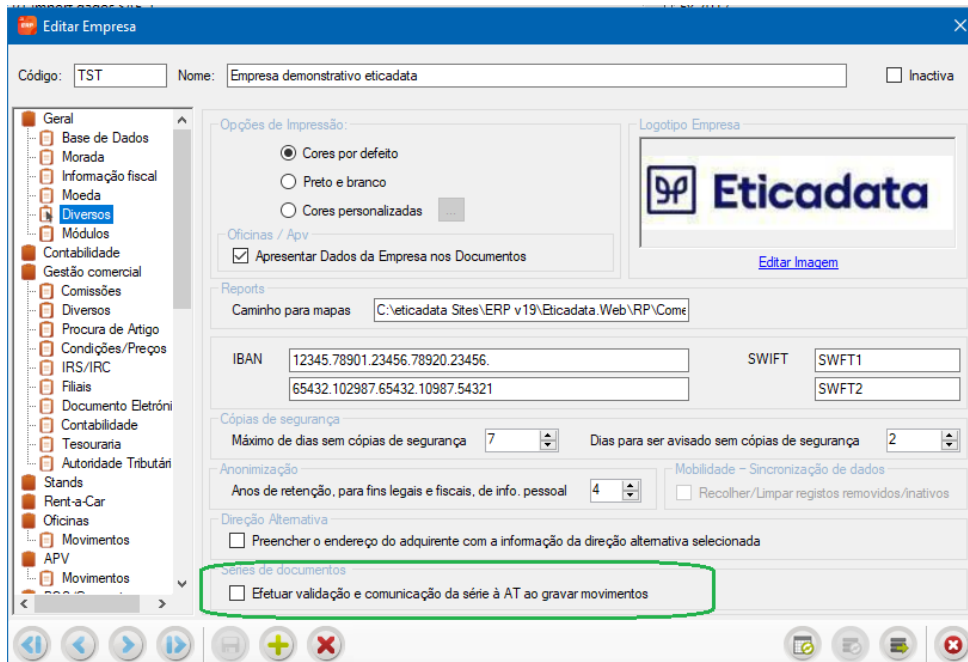 Editar Empresa
Código: TST Nome: Empresa demonstrativo eticadata Inactiva
Geral
Base de Dados
Morada
Informação fiscal
Moeda
Diversos
Módulos
Contabilidade
Gestão comercial
Comissões
Diversos
Procura de Artigo
Condições/Preços
IRS/IRC
Filiais
Documento Eletróni
Contabilidade
Tesouraria
Autoridade Tributári
Stands
Rent-a-Car
Oficinas
Movimentos
APV
Movimentos
Opções de Impressão:
Cores por defeito
Preto e branco
Cores personalizadas ...
Oficinas / Apv
Apresentar Dados da Empresa nos Documentos
Logotipo Empresa
Eticadata
Editar Imagem
Reports
Caminho para mapas C:\eticadata Sites\ERP v19\Eticadata.Web\RP\Come
IBAN 12345.78901.23456.78920.23456. SWIFT SWFT1
65432.102987.65432.10987.54321 SWFT2
Cópias de segurança
Máximo de dias sem cópias de segurança 7 Dias para ser avisado sem cópias de segurança 2
Anonimização
Anos de retenção, para fins legais e fiscais, de info. pessoal 4
Mobilidade - Sincronização de dados
Recolher/Limpar registos removidos/inativos
Direção Alternativa
Preencher o endereço do adquirente com a informação da direção alternativa selecionada
Séries de documentos
Efetuar validação e comunicação da série à AT ao gravar movimentos